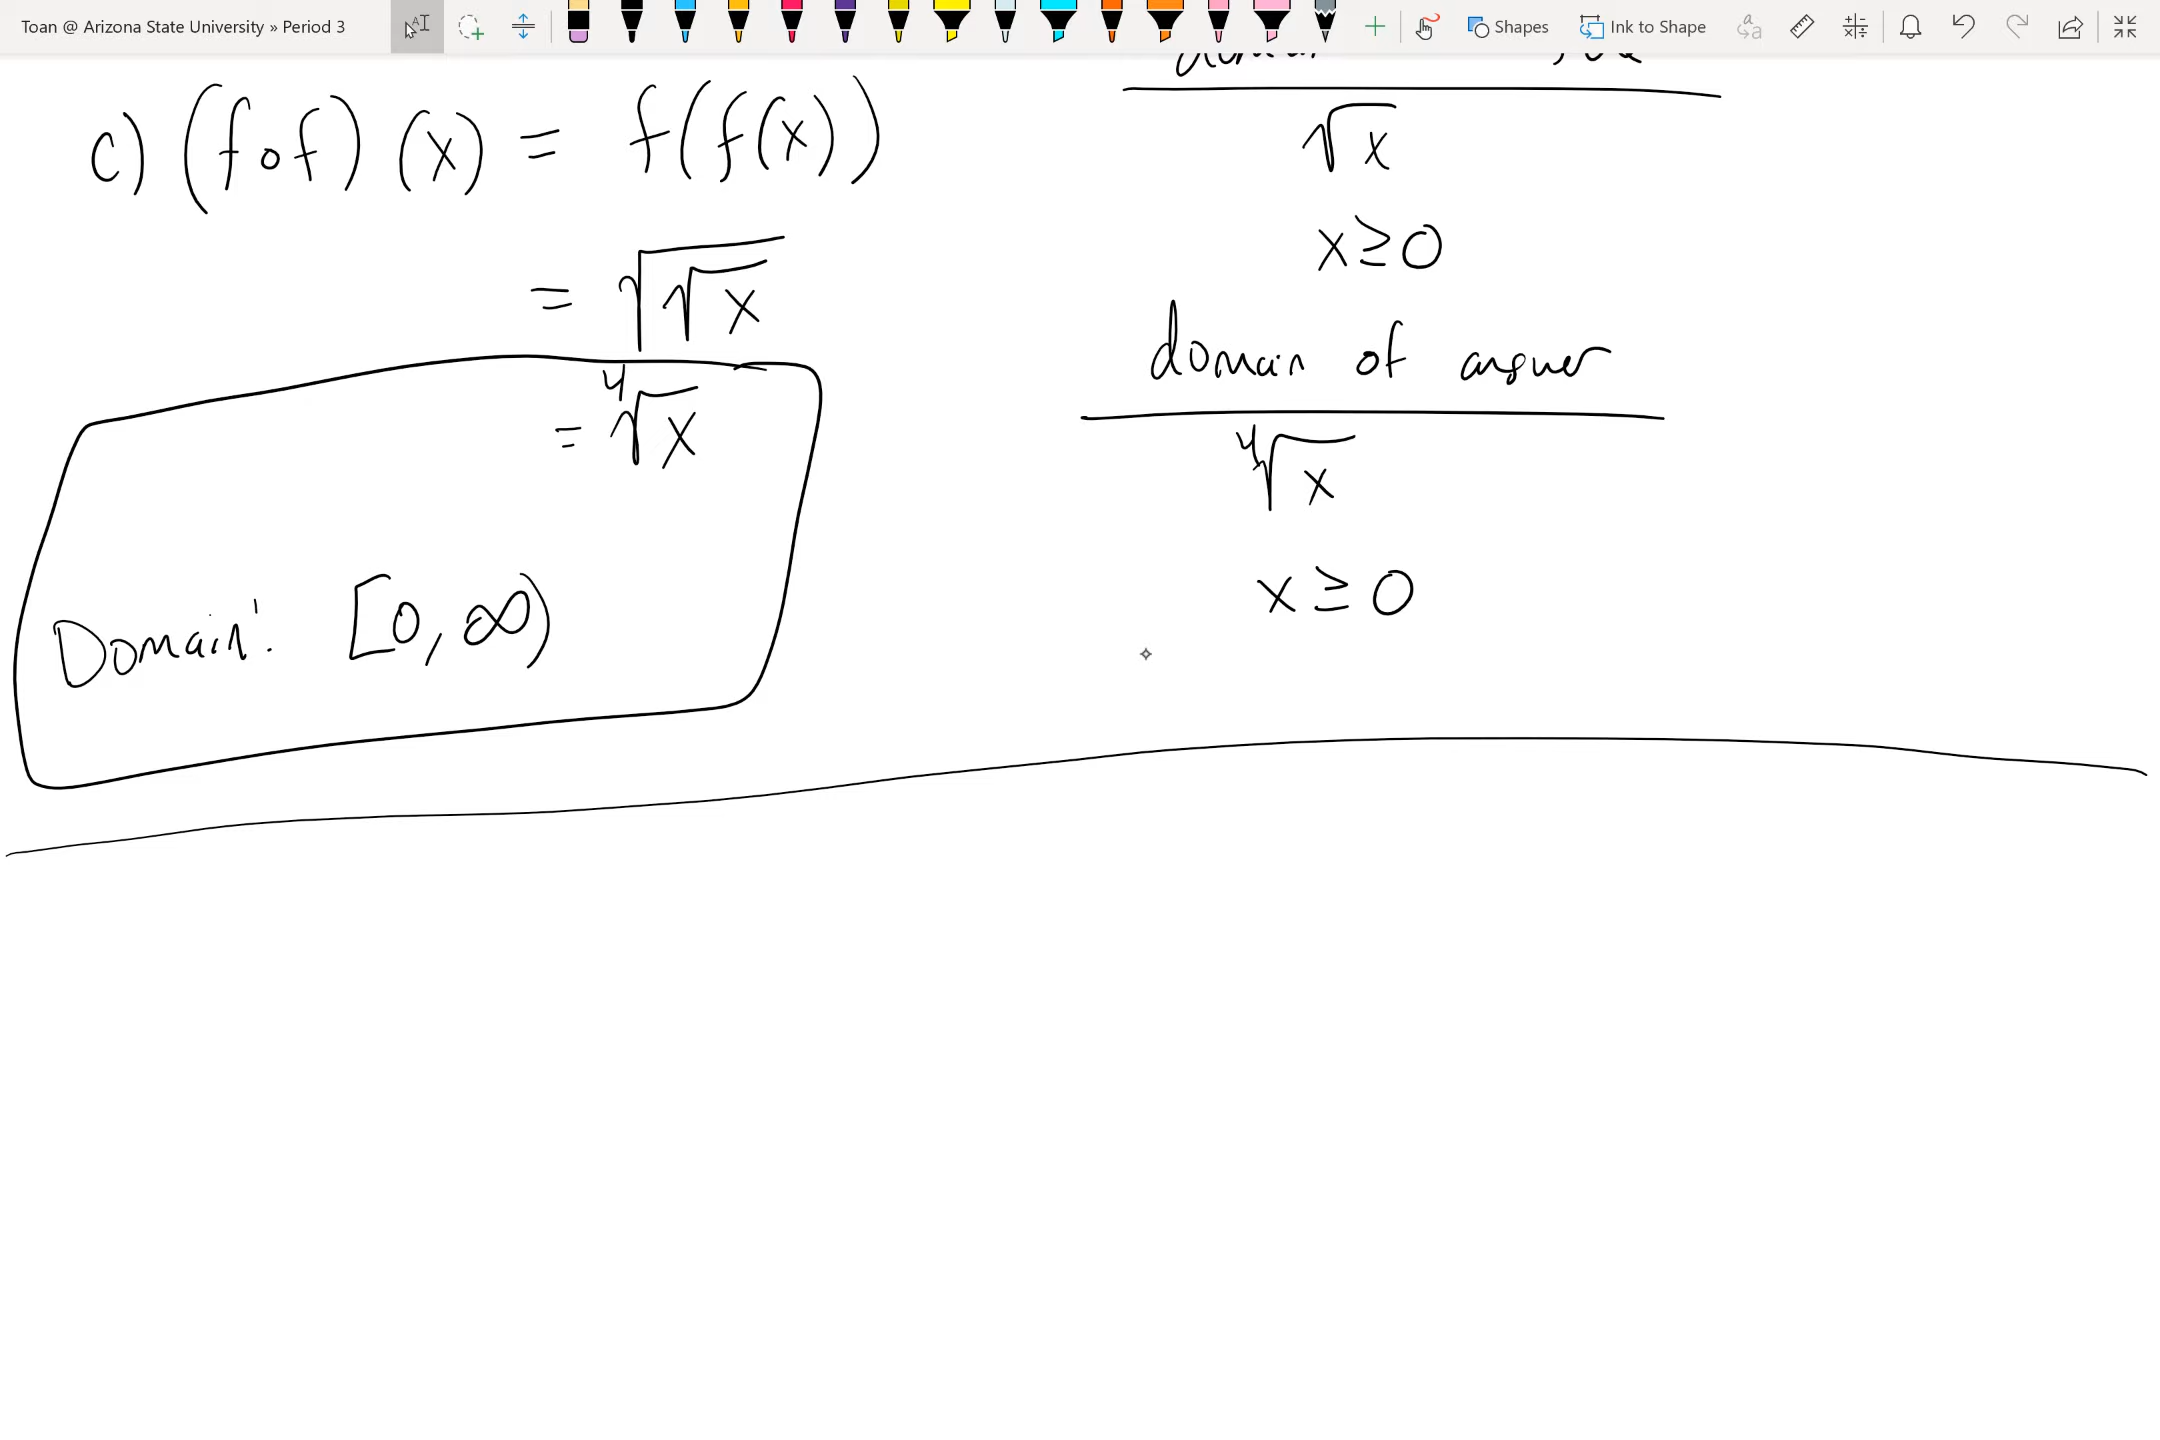 Toan @ Arizona State University » Period 3
Shapes
Ink to Shape
c) (f o f) (x) = f(f(x))
= √√x
= ⁴√x
Domain: [0, ∞)
√x
x ≥ 0
domain of answer
⁴√x
x ≥ 0